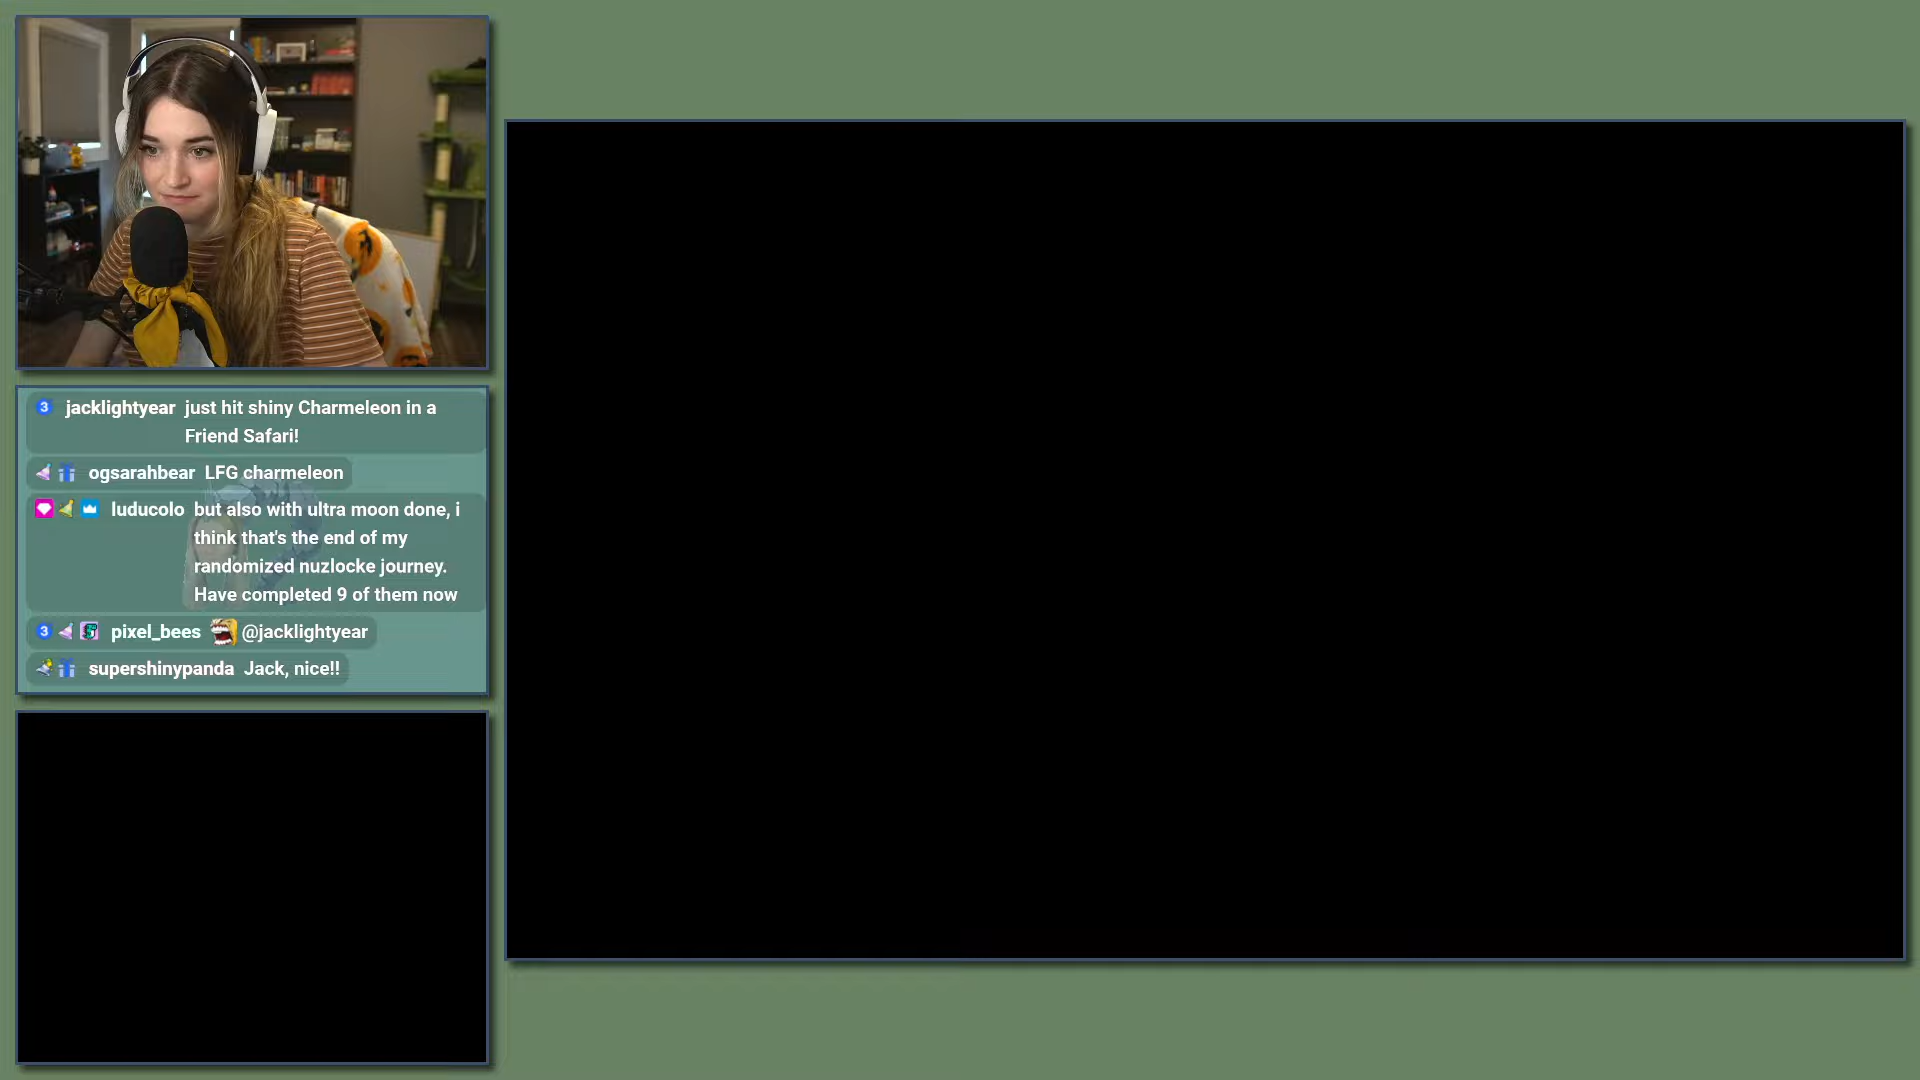 3 jacklightyear just hit shiny Charmeleon in a
Friend Safari!
ogsarahbear LFG charmeleon
luducolo but also with ultra moon done, i
think that's the end of my
randomized nuzlocke journey.
Have completed 9 of them now
3 pixel_bees @jacklightyear
supershinypanda Jack, nice!!